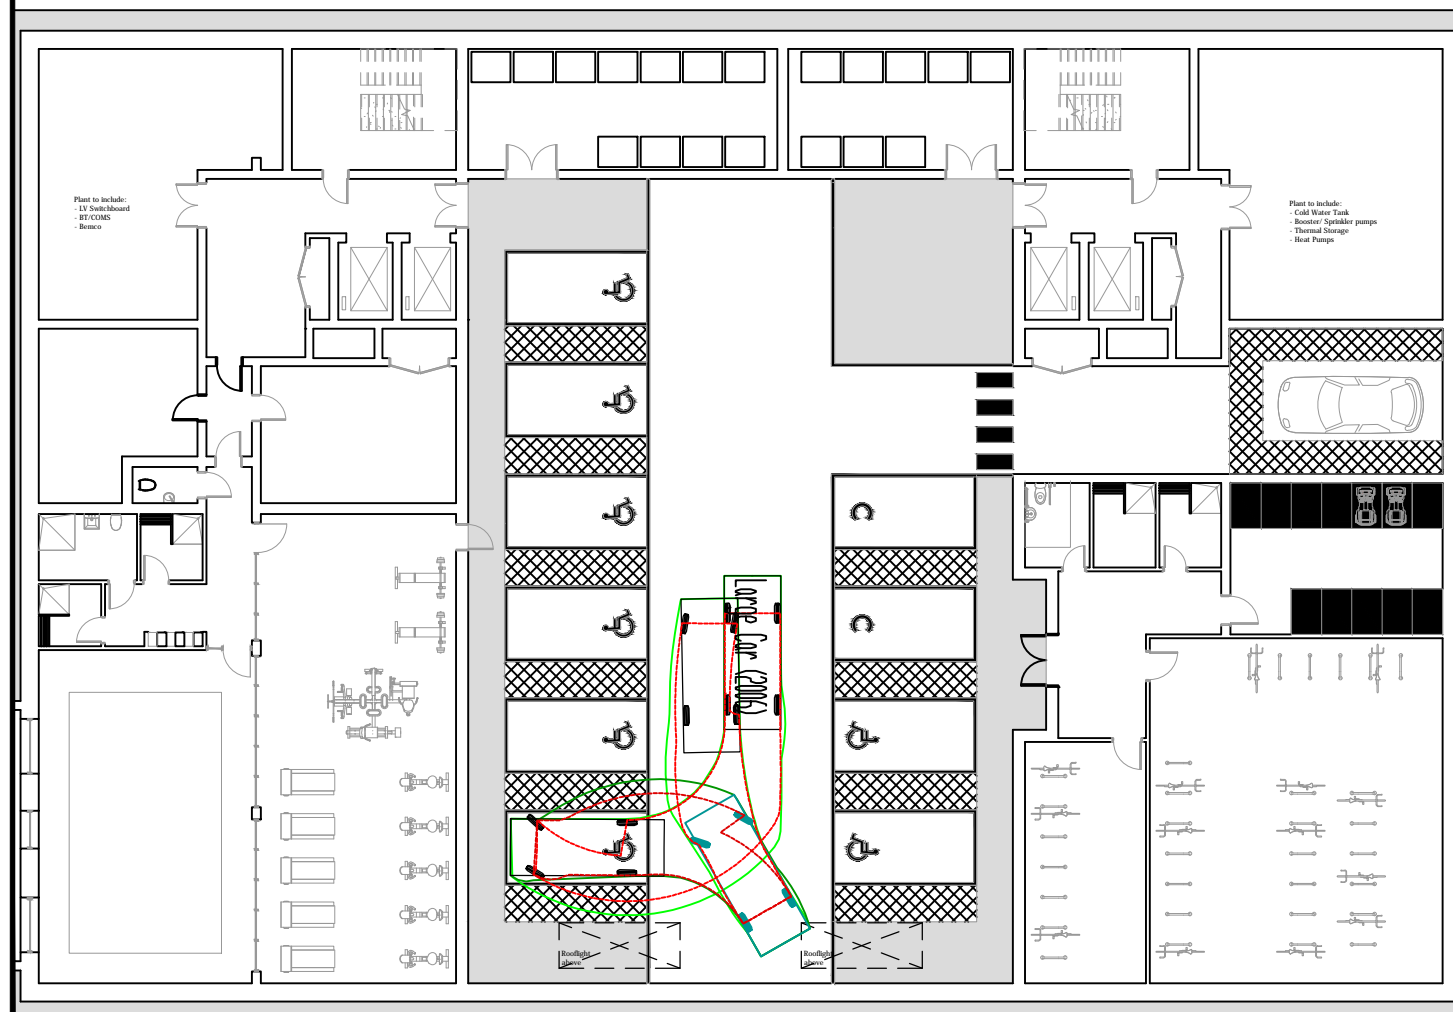 Plant to include:
- LV Switchboard
- BT/COMS
- Bemco
Plant to include:
- Cold Water Tank
- Booster/ Sprinkler pumps
- Thermal Storage
- Heat Pumps
Large Car (2006)
Rooflight
above
Rooflight
above